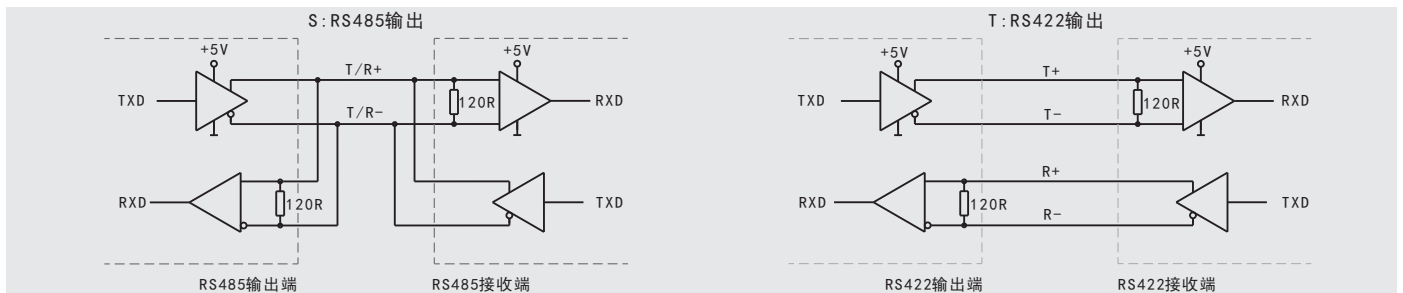 S:RS485输出
+5V
+5V
TXD
T/R+
120R
RXD
T/R-
RXD
120R
TXD
RS485输出端
RS485接收端
T:RS422输出
+5V
+5V
TXD
T+
120R
RXD
T-
RXD
120R
R+
TXD
R-
RS422输出端
RS422接收端